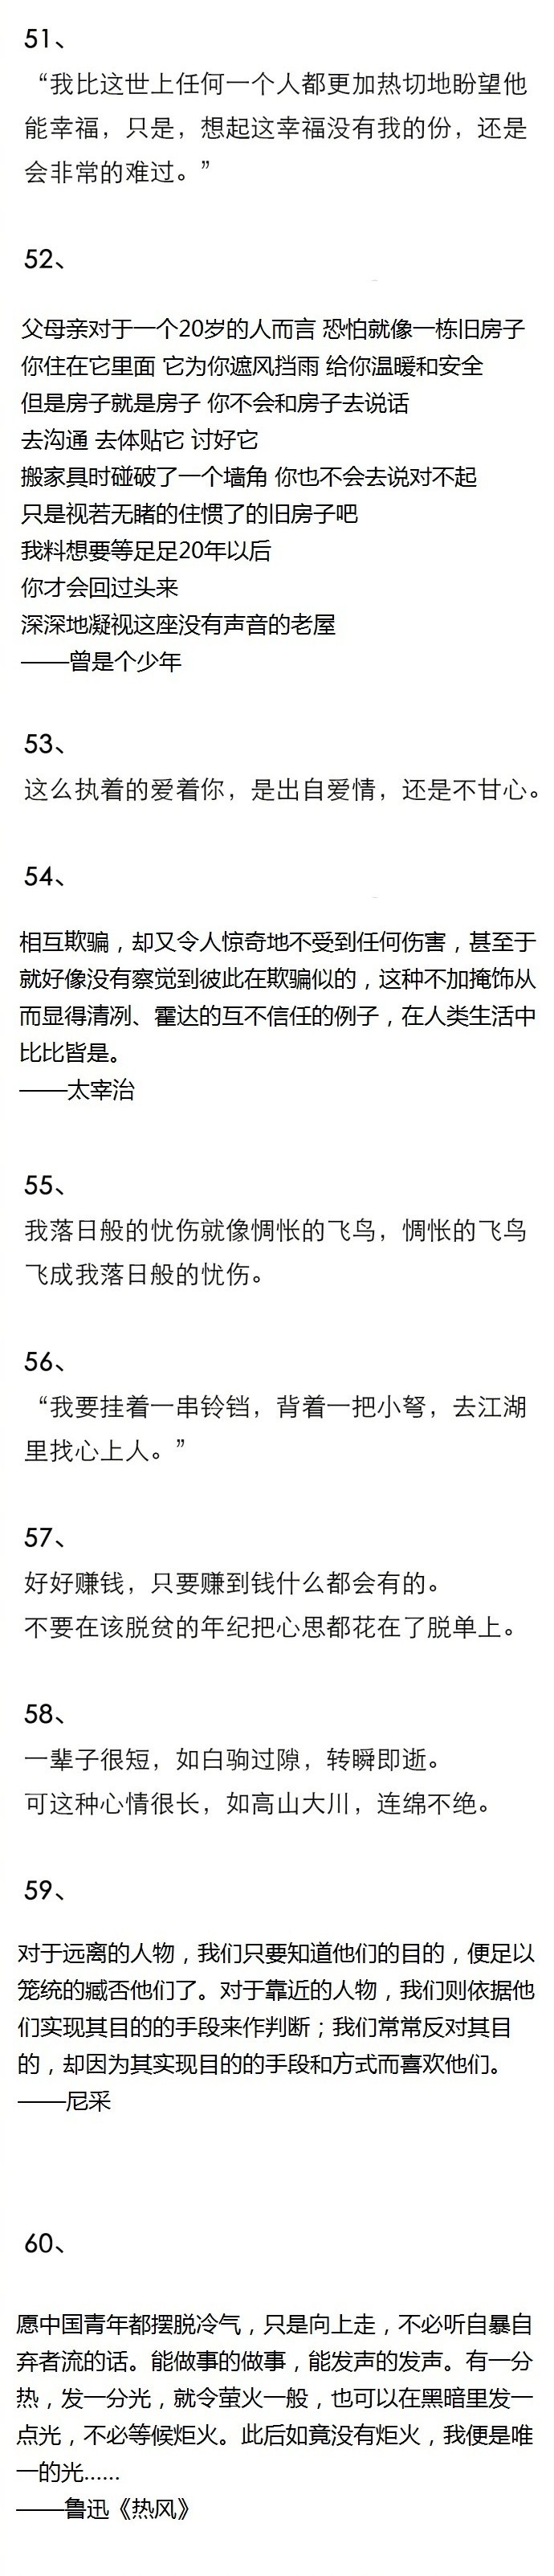 51、
“我比这世上任何一个人都更加热切地盼望他
能幸福，只是，想起这幸福没有我的份，还是
会非常的难过。”
52、
父母亲对于一个20岁的人而言 恐怕就像一栋旧房子
你住在它里面 它为你遮风挡雨 给你温暖和安全
但是房子就是房子 你不会和房子去说话
去沟通 去体贴它 讨好它
搬家具时碰破了一个墙角 你也不会去说对不起
只是视若无睹的住惯了的旧房子吧
我料想要等足足20年以后
你才会回过头来
深深地凝视这座没有声音的老屋
——曾是个少年
53、
这么执着的爱着你，是出自爱情，还是不甘心。
54、
相互欺骗，却又令人惊奇地不受到任何伤害，甚至于
就好像没有察觉到彼此在欺骗似的，这种不加掩饰从
而显得清冽、霍达的互不信任的例子，在人类生活中
比比皆是。
——太宰治
55、
我落日般的忧伤就像惆怅的飞鸟，惆怅的飞鸟
飞成我落日般的忧伤。
56、
“我要挂着一串铃铛，背着一把小弩，去江湖
里找心上人。”
57、
好好赚钱，只要赚到钱什么都会有的。
不要在该脱贫的年纪把心思都花在了脱单上。
58、
一辈子很短，如白驹过隙，转瞬即逝。
可这种心情很长，如高山大川，连绵不绝。
59、
对于远离的人物，我们只要知道他们的目的，便足以
笼统的臧否他们了。对于靠近的人物，我们则依据他
们实现其目的的手段来作判断；我们常常反对其目
的，却因为其实现目的的手段和方式而喜欢他们。
——尼采
60、
愿中国青年都摆脱冷气，只是向上走，不必听自暴自
弃者流的话。能做事的做事，能发声的发声。有一分
热，发一分光，就令萤火一般，也可以在黑暗里发一
点光，不必等候炬火。此后如竟没有炬火，我便是唯
一的光......
——鲁迅《热风》